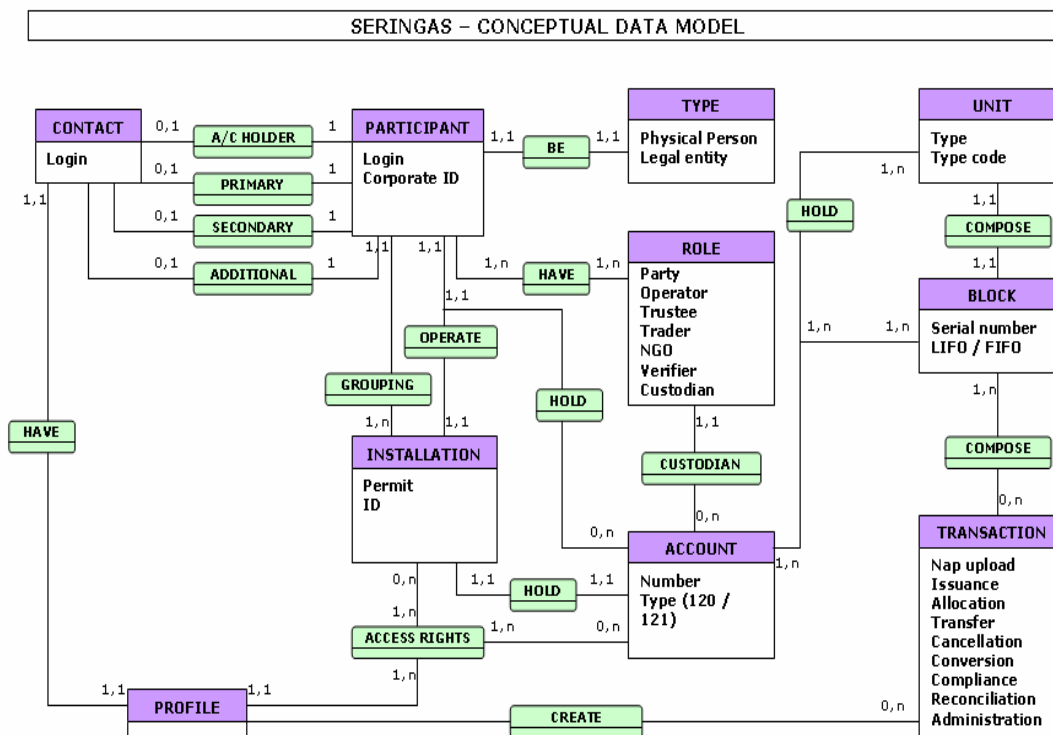 SERINGAS – CONCEPTUAL DATA MODEL
CONTACT
Login
0,1
A/C HOLDER
1
0,1
PRIMARY
1
0,1
SECONDARY
1
0,1
ADDITIONAL
1
1,1
PARTICIPANT
Login
Corporate ID
1,1
BE
1,1
TYPE
Physical Person
Legal entity
UNIT
Type
Type code
1,n
HOLD
1,1
COMPOSE
1,1
1,1
1,1
1,n
HAVE
1,n
ROLE
Party
Operator
Trustee
Trader
NGO
Verifier
Custodian
1,1
OPERATE
BLOCK
Serial number
LIFO / FIFO
1,n
1,n
GROUPING
HOLD
1,n
1,1
1,1
1,n
HAVE
INSTALLATION
Permit
ID
CUSTODIAN
COMPOSE
0,n
0,n
0,n
ACCOUNT
Number
Type (120 /
121)
1,n
TRANSACTION
Nap upload
Issuance
Allocation
Transfer
Cancellation
Conversion
Compliance
Reconciliation
Administration
0,n
1,1
HOLD
1,1
1,n
ACCESS RIGHTS
1,n
0,n
1,n
1,1
PROFILE
1,1
CREATE
0,n